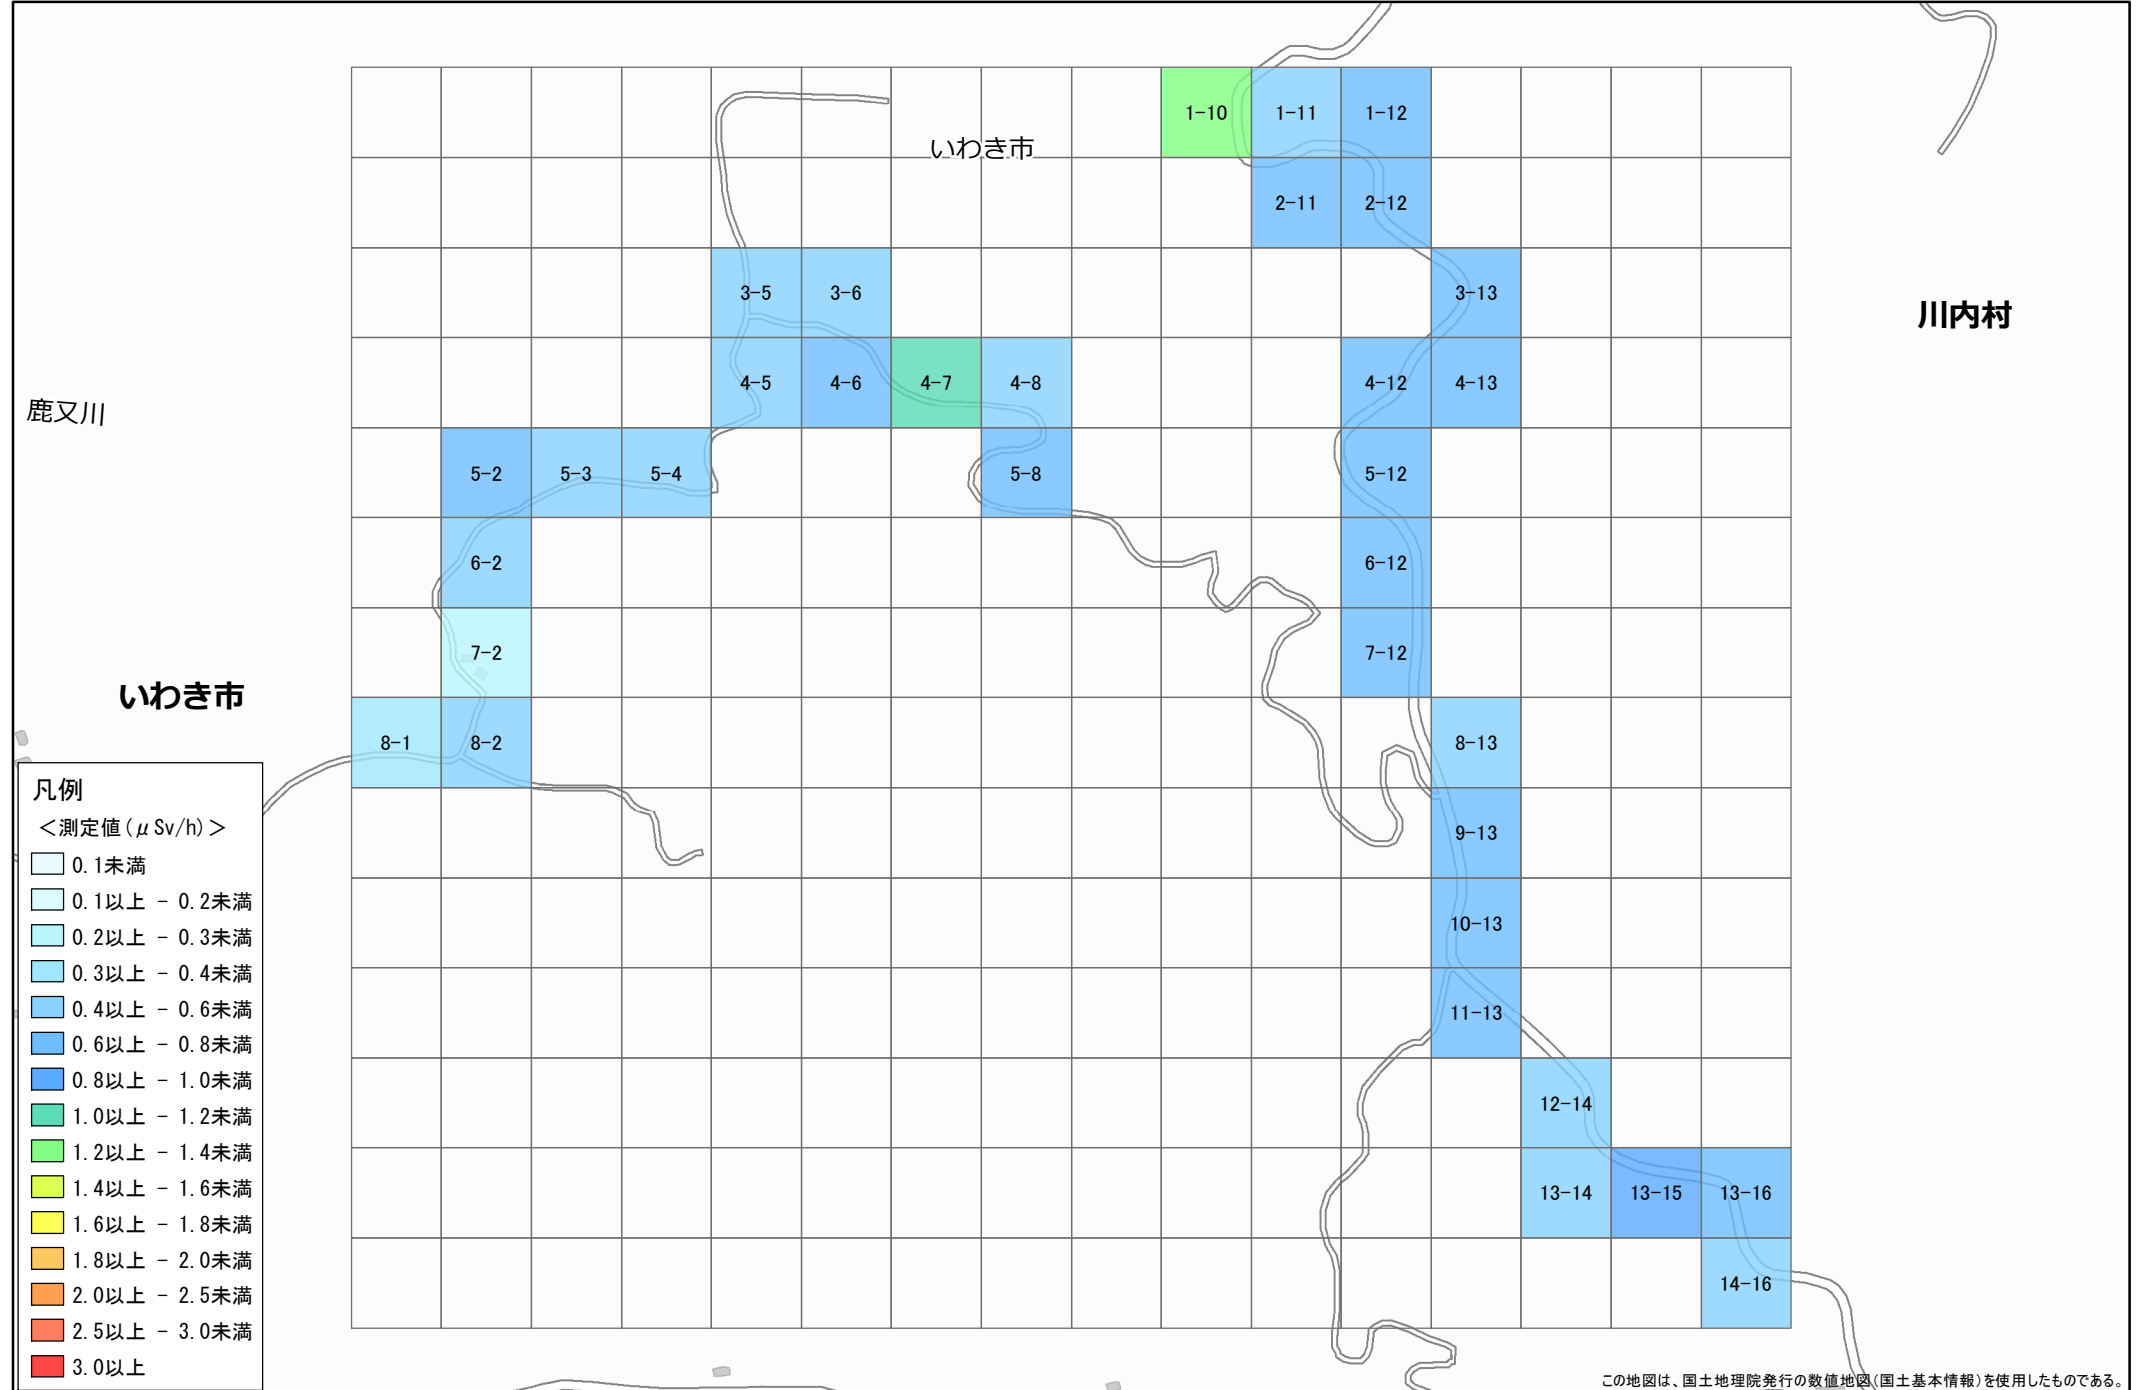 1-10 1-11 1-12
いわき市
2-11 2-12
3-5 3-6 3-13
川内村
4-5 4-6 4-7 4-8 4-12 4-13
鹿又川
5-2 5-3 5-4 5-8 5-12
6-2 6-12
7-2 7-12
いわき市
8-1 8-2 8-13
9-13
10-13
11-13
12-14
13-14 13-15 13-16
14-16
凡例
＜測定値(μSv/h)＞
0.1未満
0.1以上 - 0.2未満
0.2以上 - 0.3未満
0.3以上 - 0.4未満
0.4以上 - 0.6未満
0.6以上 - 0.8未満
0.8以上 - 1.0未満
1.0以上 - 1.2未満
1.2以上 - 1.4未満
1.4以上 - 1.6未満
1.6以上 - 1.8未満
1.8以上 - 2.0未満
2.0以上 - 2.5未満
2.5以上 - 3.0未満
3.0以上
この地図は、国土地理院発行の数値地図(国土基本情報)を使用したものである。